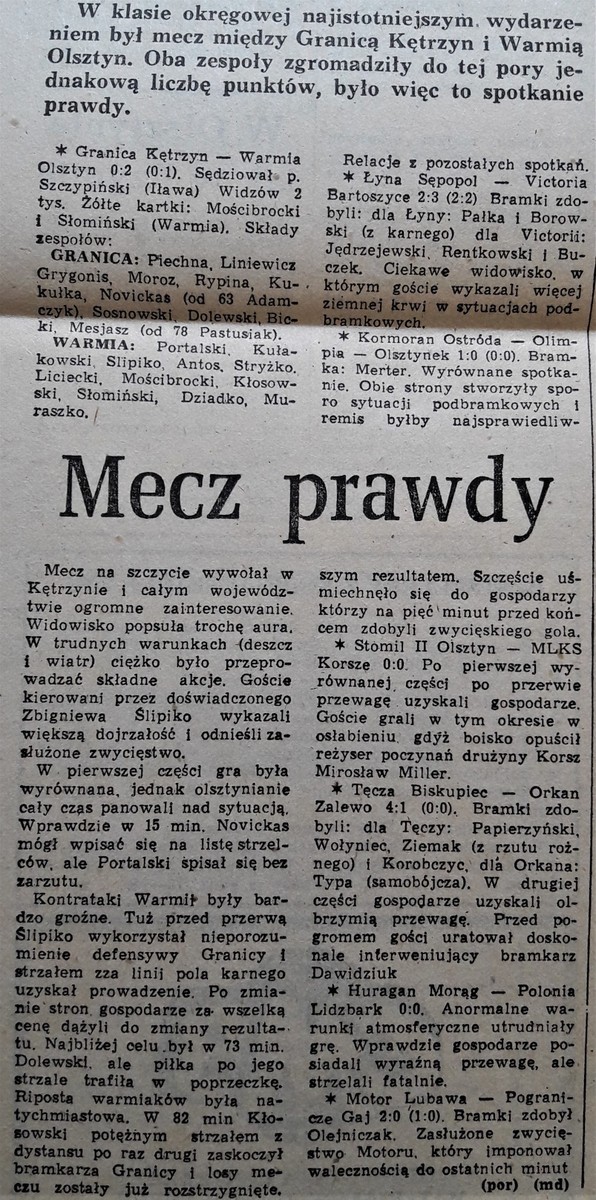 W klasie okręgowej najistotniejszym wydarze-
niem był mecz między Granicą Kętrzyn i Warmią
Olsztyn. Oba zespoły zgromadziły do tej pory je-
dnakową liczbę punktów, było więc to spotkanie
prawdy.
* Granica Kętrzyn — Warmia
Olsztyn 0:2 (0:1). Sędziował p.
Szczypiński (Iława) Widzów 2
tys. Żółte kartki: Mościbrocki
i Słomiński (Warmia). Składy
zespołów:
GRANICA: Piechna, Liniewicz
Grygonis, Moroz, Rypina, Ku-
kułka, Novickas (od 63 Adam-
czyk), Sosnowski, Dolewski, Bic-
ki, Mesjasz (od 78 Pastusiak).
WARMIA: Portalski, Kuła-
kowski, Slipiko, Antos, Stryżko,
Liciecki, Mościbrocki, Kłosow-
ski, Słomiński, Dziadko, Mu-
raszko.
Relacje z pozostałych spotkań.
* Łyna Sępopol — Victoria
Bartoszyce 2:3 (2:2) Bramki zdo-
byli: dla Łyny: Pałka i Borow-
ski (z karnego) dla Victorii:
Jędrzejewski, Rentkowski i Bu-
czek. Ciekawe widowisko, w
którym goście wykazali więcej
ziemnej krwi w sytuacjach pod-
bramkowych.
* Kormoran Ostróda — Olim-
pia — Olsztynek 1:0 (0:0). Bram-
ka: Merter. Wyrównane spotka-
nie. Obie strony stworzyły spo-
ro sytuacji podbramkowych i
remis byłby najsprawiedliw-
Mecz prawdy
Mecz na szczycie wywołał w
Kętrzynie i całym wojewódz-
twie ogromne zainteresowanie.
Widowisko popsuła trochę aura.
W trudnych warunkach (deszcz
i wiatr) ciężko było przepro-
wadzać składne akcje. Goście
kierowani przez doświadczonego
Zbigniewa Ślipiko wykazali
większą dojrzałość i odnieśli za-
służone zwycięstwo.
W pierwszej części gra była
wyrównana, jednak olsztynianie
cały czas panowali nad sytuacją.
Wprawdzie w 15 min. Novickas
mógł wpisać się na listę strzel-
ców, ale Portalski spisał się bez
zarzutu.
Kontrataki Warmii były bar-
dzo groźne. Tuż przed przerwą
Ślipiko wykorzystał nieporozu-
mienie defensywy Granicy i
strzałem zza linii pola karnego
uzyskał prowadzenie. Po zmia-
nie stron gospodarze za wszelką
cenę dążyli do zmiany rezulta-
tu. Najbliżej celu był w 73 min.
Dolewski, ale piłka po jego
strzale trafiła w poprzeczkę.
Riposta warmiaków była na-
tychmiastowa. W 82 min Kło-
sowski potężnym strzałem z
dystansu po raz drugi zaskoczył
bramkarza Granicy i losy me-
czu zostały już rozstrzygnięte.
szym rezultatem. Szczęście uś-
miechnęło się do gospodarzy
którzy na pięć minut przed koń-
cem zdobyli zwycięskiego gola.
* Stomil II Olsztyn — MLKS
Korsze 0:0. Po pierwszej wy-
równanej części po przerwie
przewagę uzyskali gospodarze.
Goście grali w tym okresie w
osłabieniu gdyż boisko opuścił
reżyser poczynań drużyny Korsz
Mirosław Miller.
* Tęcza Biskupiec — Orkan
Zalewo 4:1 (0:0). Bramki zdo-
byli: dla Tęczy: Papierzyński,
Wołyniec, Ziemak (z rzutu roż-
nego) i Korobczyc, dla Orkana:
Typa (samobójcza). W drugiej
części gospodarze uzyskali ol-
brzymią przewagę. Przed po-
gromem gości uratował dosko-
nale interweniujący bramkarz
Dawidziuk
* Huragan Morąg — Polonia
Lidzbark 0:0. Anormalne wa-
runki atmosferyczne utrudniały
grę. Wprawdzie gospodarze po-
siadali wyraźną przewagę, ale
strzelali fatalnie.
* Motor Lubawa — Pograni-
cze Gaj 2:0 (1:0). Bramki zdobył
Olejniczak. Zasłużone zwycię-
stwo Motoru, który imponował
walecznością do ostatnich minut
(por) (md)